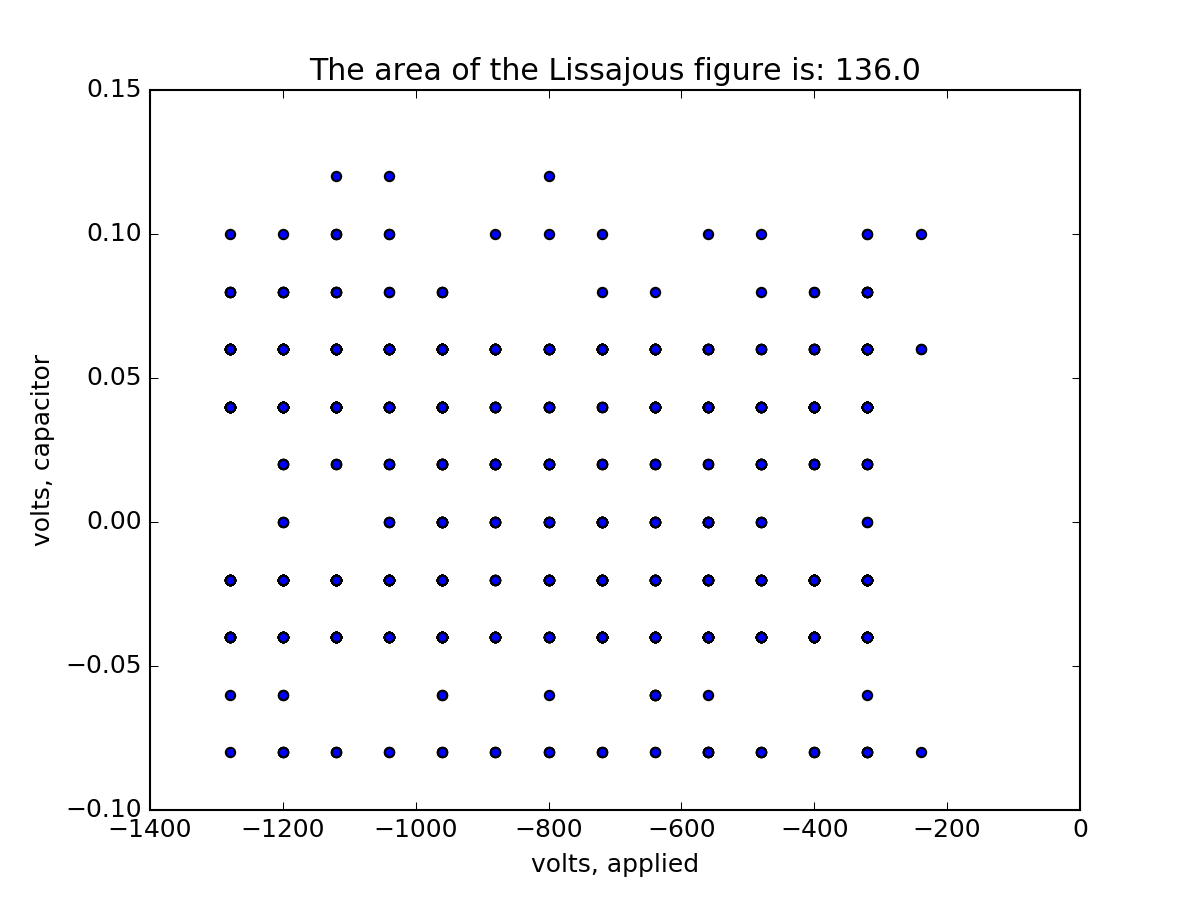 The area of the Lissajous figure is: 136.0
0.15
0.10
0.05
0.00
−0.05
−0.10
volts, capacitor
−1400 −1200 −1000 −800 −600 −400 −200 0
volts, applied